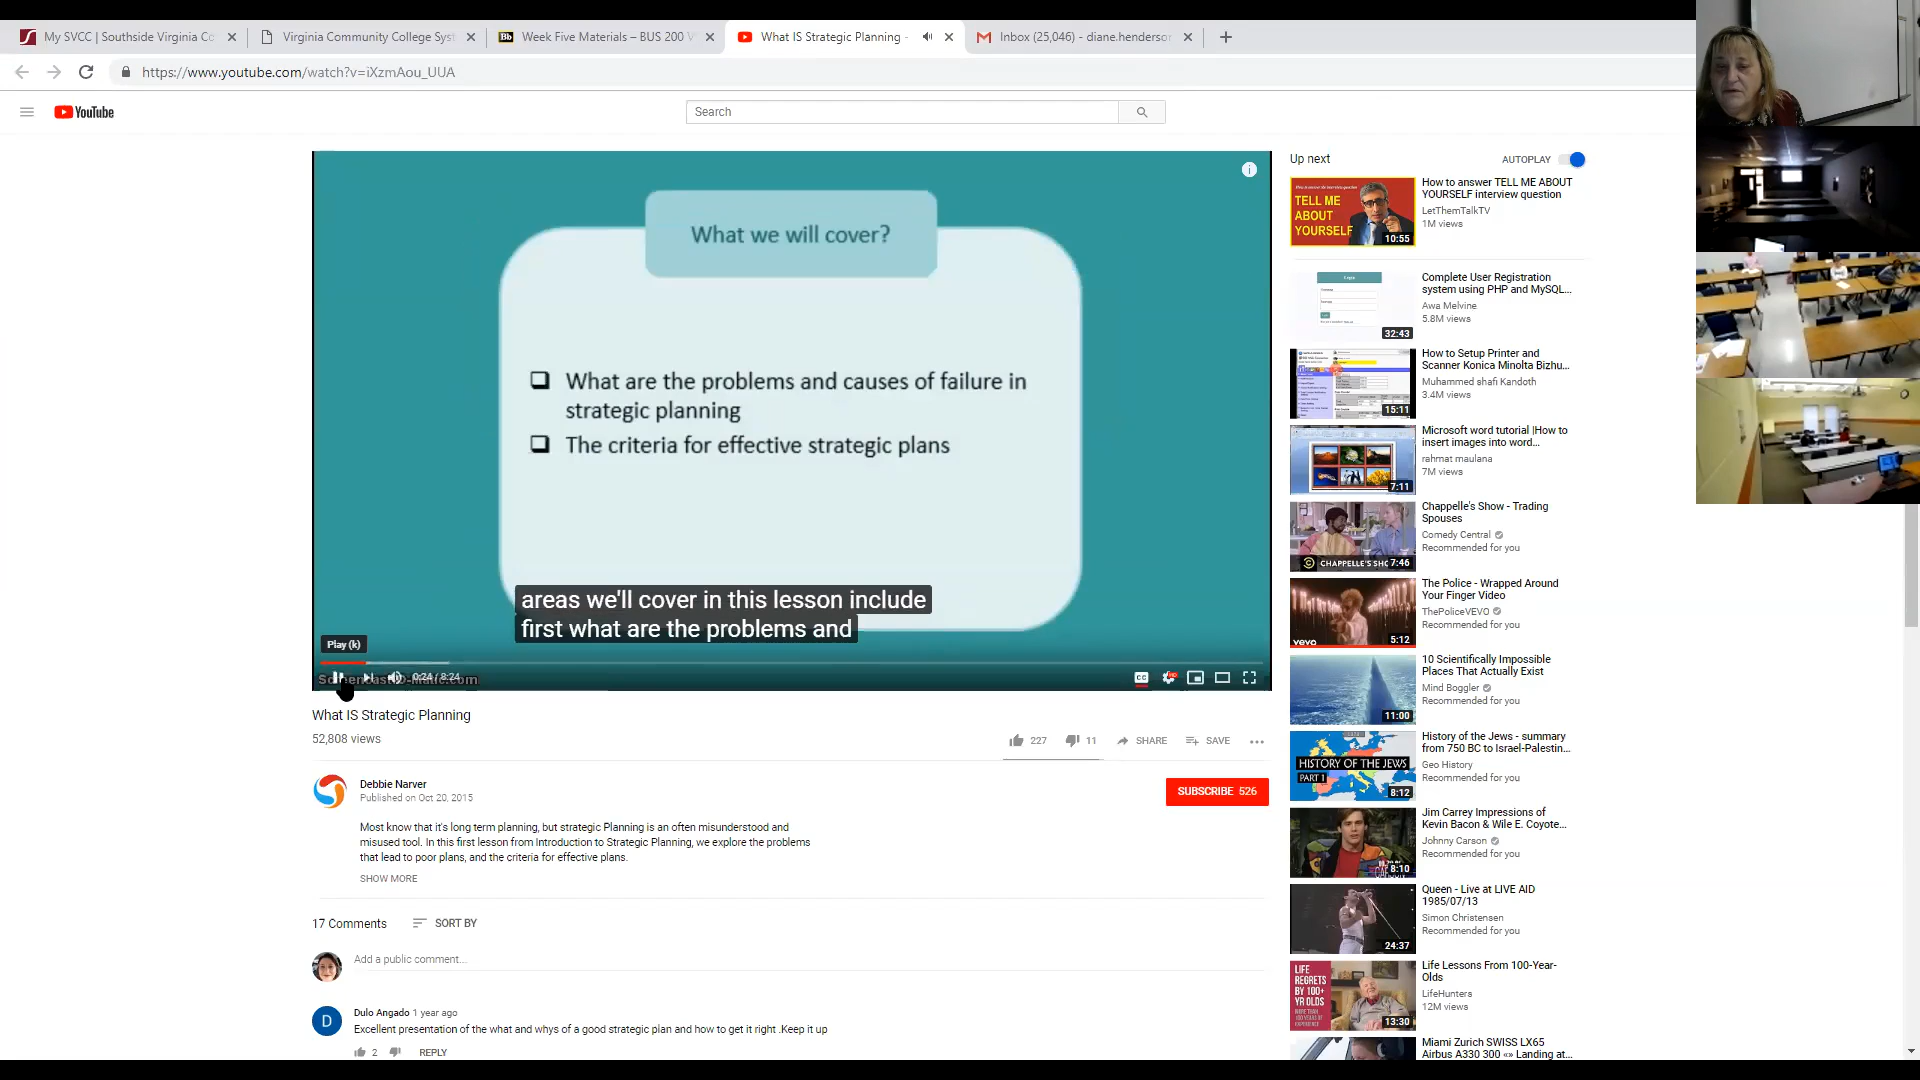 My SVCC | Southside Virginia Co
Virginia Community College Syst
Bb
Week Five Materials – BUS 200 V
What IS Strategic Planning -
Inbox (25,046) - diane.henderson
https://www.youtube.com/watch?v=iXzmAou_UUA
YouTube
Search
What we will cover?
What are the problems and causes of failure in
strategic planning
The criteria for effective strategic plans
areas we'll cover in this lesson include
first what are the problems and
Play (k)
0:24 / 8:24
CC
What IS Strategic Planning
52,808 views
227
11
SHARE
SAVE
Debbie Narver
Published on Oct 20, 2015
SUBSCRIBE 526
Most know that it's long term planning, but strategic Planning is an often misunderstood and
misused tool. In this first lesson from Introduction to Strategic Planning, we explore the problems
that lead to poor plans, and the criteria for effective plans.
SHOW MORE
17 Comments
SORT BY
Add a public comment...
D
Dulo Angado 1 year ago
Excellent presentation of the what and whys of a good strategic plan and how to get it right .Keep it up
2
REPLY
Up next
AUTOPLAY
TELL ME
ABOUT
YOURSELF
10:55
How to answer TELL ME ABOUT
YOURSELF interview question
LetThemTalkTV
1M views
32:43
Complete User Registration
system using PHP and MySQL...
Awa Melvine
5.8M views
15:11
How to Setup Printer and
Scanner Konica Minolta Bizhu...
Muhammed shafi Kandoth
3.4M views
7:11
Microsoft word tutorial |How to
insert images into word...
rahmat maulana
7M views
CHAPPELLE'S
7:46
Chappelle's Show - Trading
Spouses
Comedy Central
Recommended for you
vevo
5:12
The Police - Wrapped Around
Your Finger Video
ThePoliceVEVO
Recommended for you
11:00
10 Scientifically Impossible
Places That Actually Exist
Mind Boggler
Recommended for you
HISTORY OF THE JEWS
PART 1
8:12
History of the Jews - summary
from 750 BC to Israel-Palestin...
Geo History
Recommended for you
8:10
Jim Carrey Impressions of
Kevin Bacon & Wile E. Coyote...
Johnny Carson
Recommended for you
24:37
Queen - Live at LIVE AID
1985/07/13
Simon Christensen
Recommended for you
LIFE
REGRETS
BY 100+
YR OLDS
13:30
Life Lessons From 100-Year-
Olds
LifeHunters
12M views
Miami Zurich SWISS LX65
Airbus A330 300 «» Landing at...